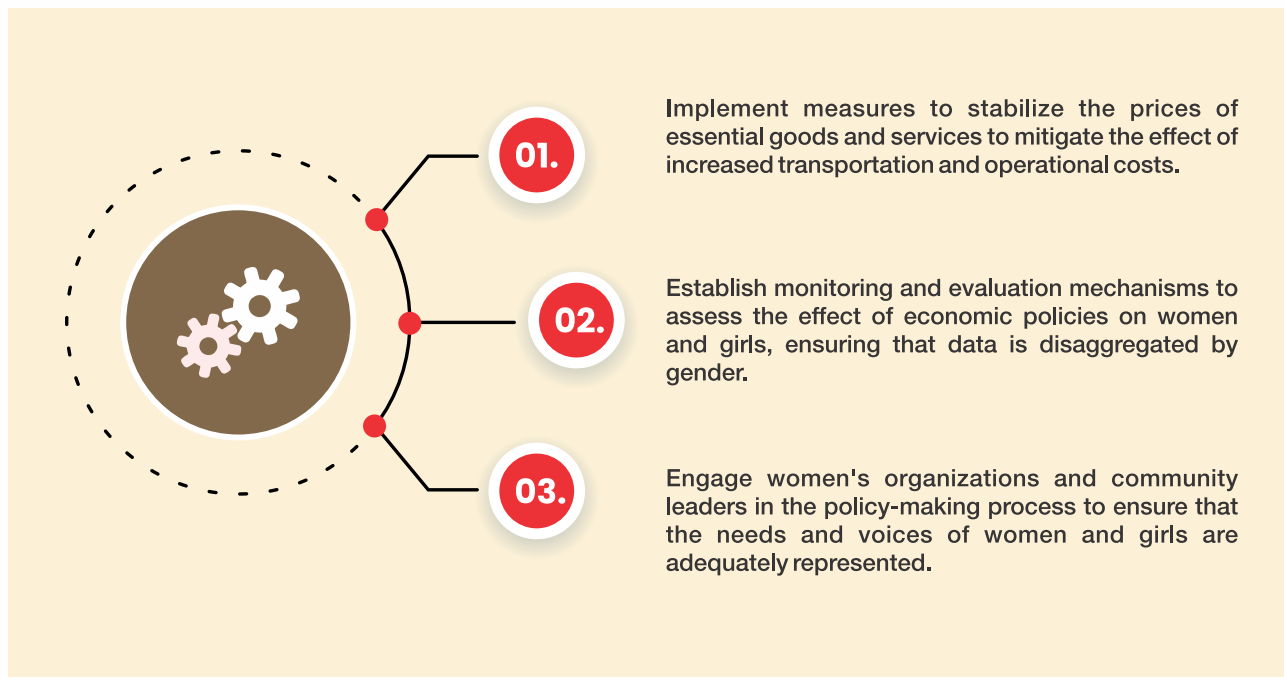 01.
Implement measures to stabilize the prices of
essential goods and services to mitigate the effect of
increased transportation and operational costs.
02.
Establish monitoring and evaluation mechanisms to
assess the effect of economic policies on women
and girls, ensuring that data is disaggregated by
gender.
03.
Engage women's organizations and community
leaders in the policy-making process to ensure that
the needs and voices of women and girls are
adequately represented.